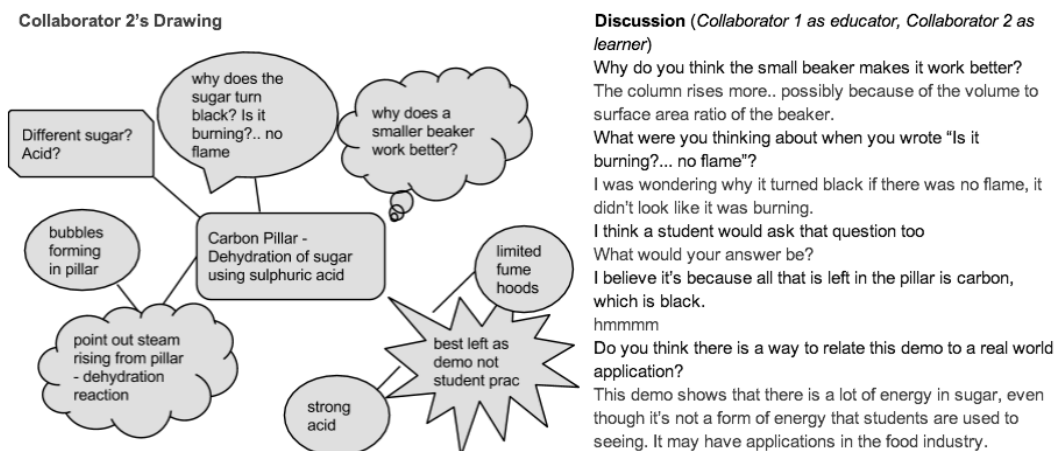 Collaborator 2's Drawing
Different sugar?
Acid?
why does the
sugar turn
black? Is it
burning?.. no
flame
why does a
smaller beaker
work better?
bubbles
forming
in pillar
Carbon Pillar -
Dehydration of sugar
using sulphuric acid
limited
fume
hoods
point out steam
rising from pillar
- dehydration
reaction
best left as
demo not
student prac
strong
acid
Discussion (Collaborator 1 as educator, Collaborator 2 as
learner)
Why do you think the small beaker makes it work better?
The column rises more.. possibly because of the volume to
surface area ratio of the beaker.
What were you thinking about when you wrote “Is it
burning?... no flame”?
I was wondering why it turned black if there was no flame, it
didn't look like it was burning.
I think a student would ask that question too
What would your answer be?
I believe it's because all that is left in the pillar is carbon,
which is black.
hmmmm
Do you think there is a way to relate this demo to a real world
application?
This demo shows that there is a lot of energy in sugar, even
though it's not a form of energy that students are used to
seeing. It may have applications in the food industry.